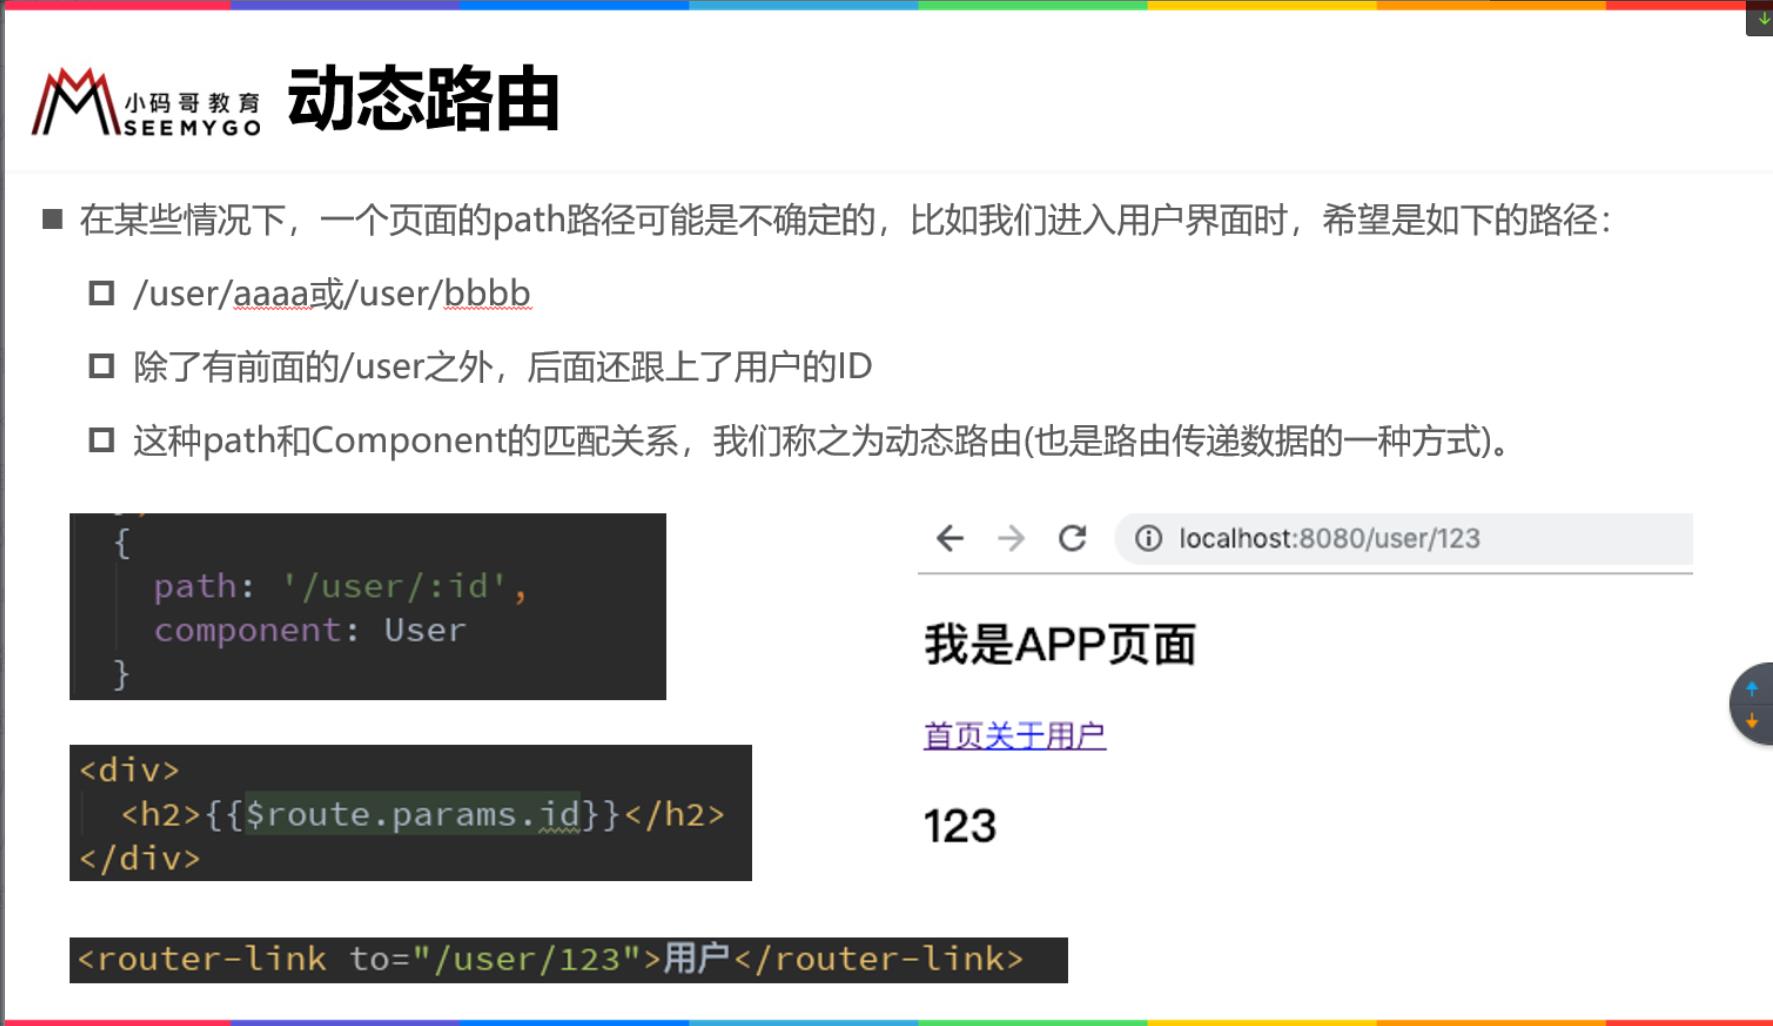 小码哥教育
SEEMYGO
动态路由
在某些情况下，一个页面的path路径可能是不确定的，比如我们进入用户界面时，希望是如下的路径：
/user/aaaa或/user/bbbb
除了有前面的/user之外，后面还跟上了用户的ID
这种path和Component的匹配关系，我们称之为动态路由(也是路由传递数据的一种方式)。
{
path: '/user/:id',
component: User
}
<div>
<h2>{{$route.params.id}}</h2>
</div>
<router-link to="/user/123">用户</router-link>
localhost:8080/user/123
我是APP页面
首页关于用户
123